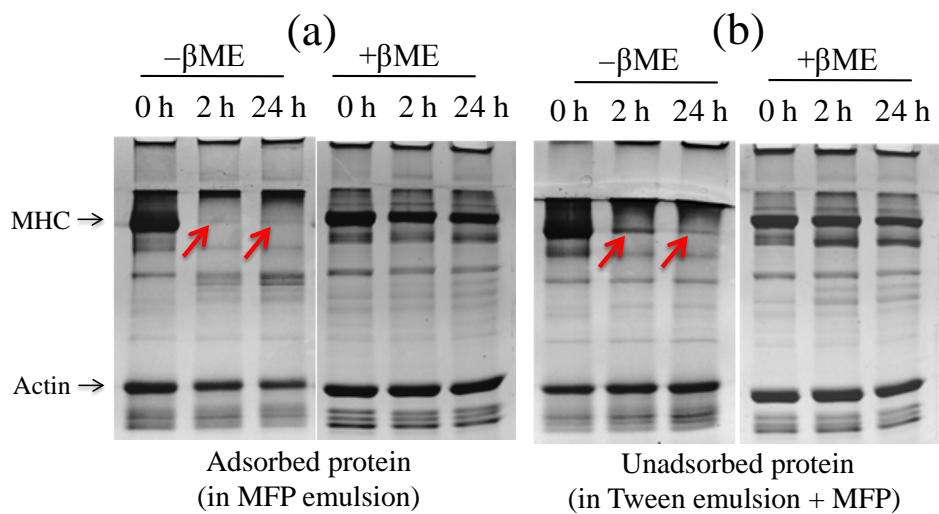 (a) (b)
–βME +βME –βME +βME
0 h 2 h 24 h 0 h 2 h 24 h 0 h 2 h 24 h 0 h 2 h 24 h
MHC →
Actin →
Adsorbed protein
(in MFP emulsion)
Unadsorbed protein
(in Tween emulsion + MFP)